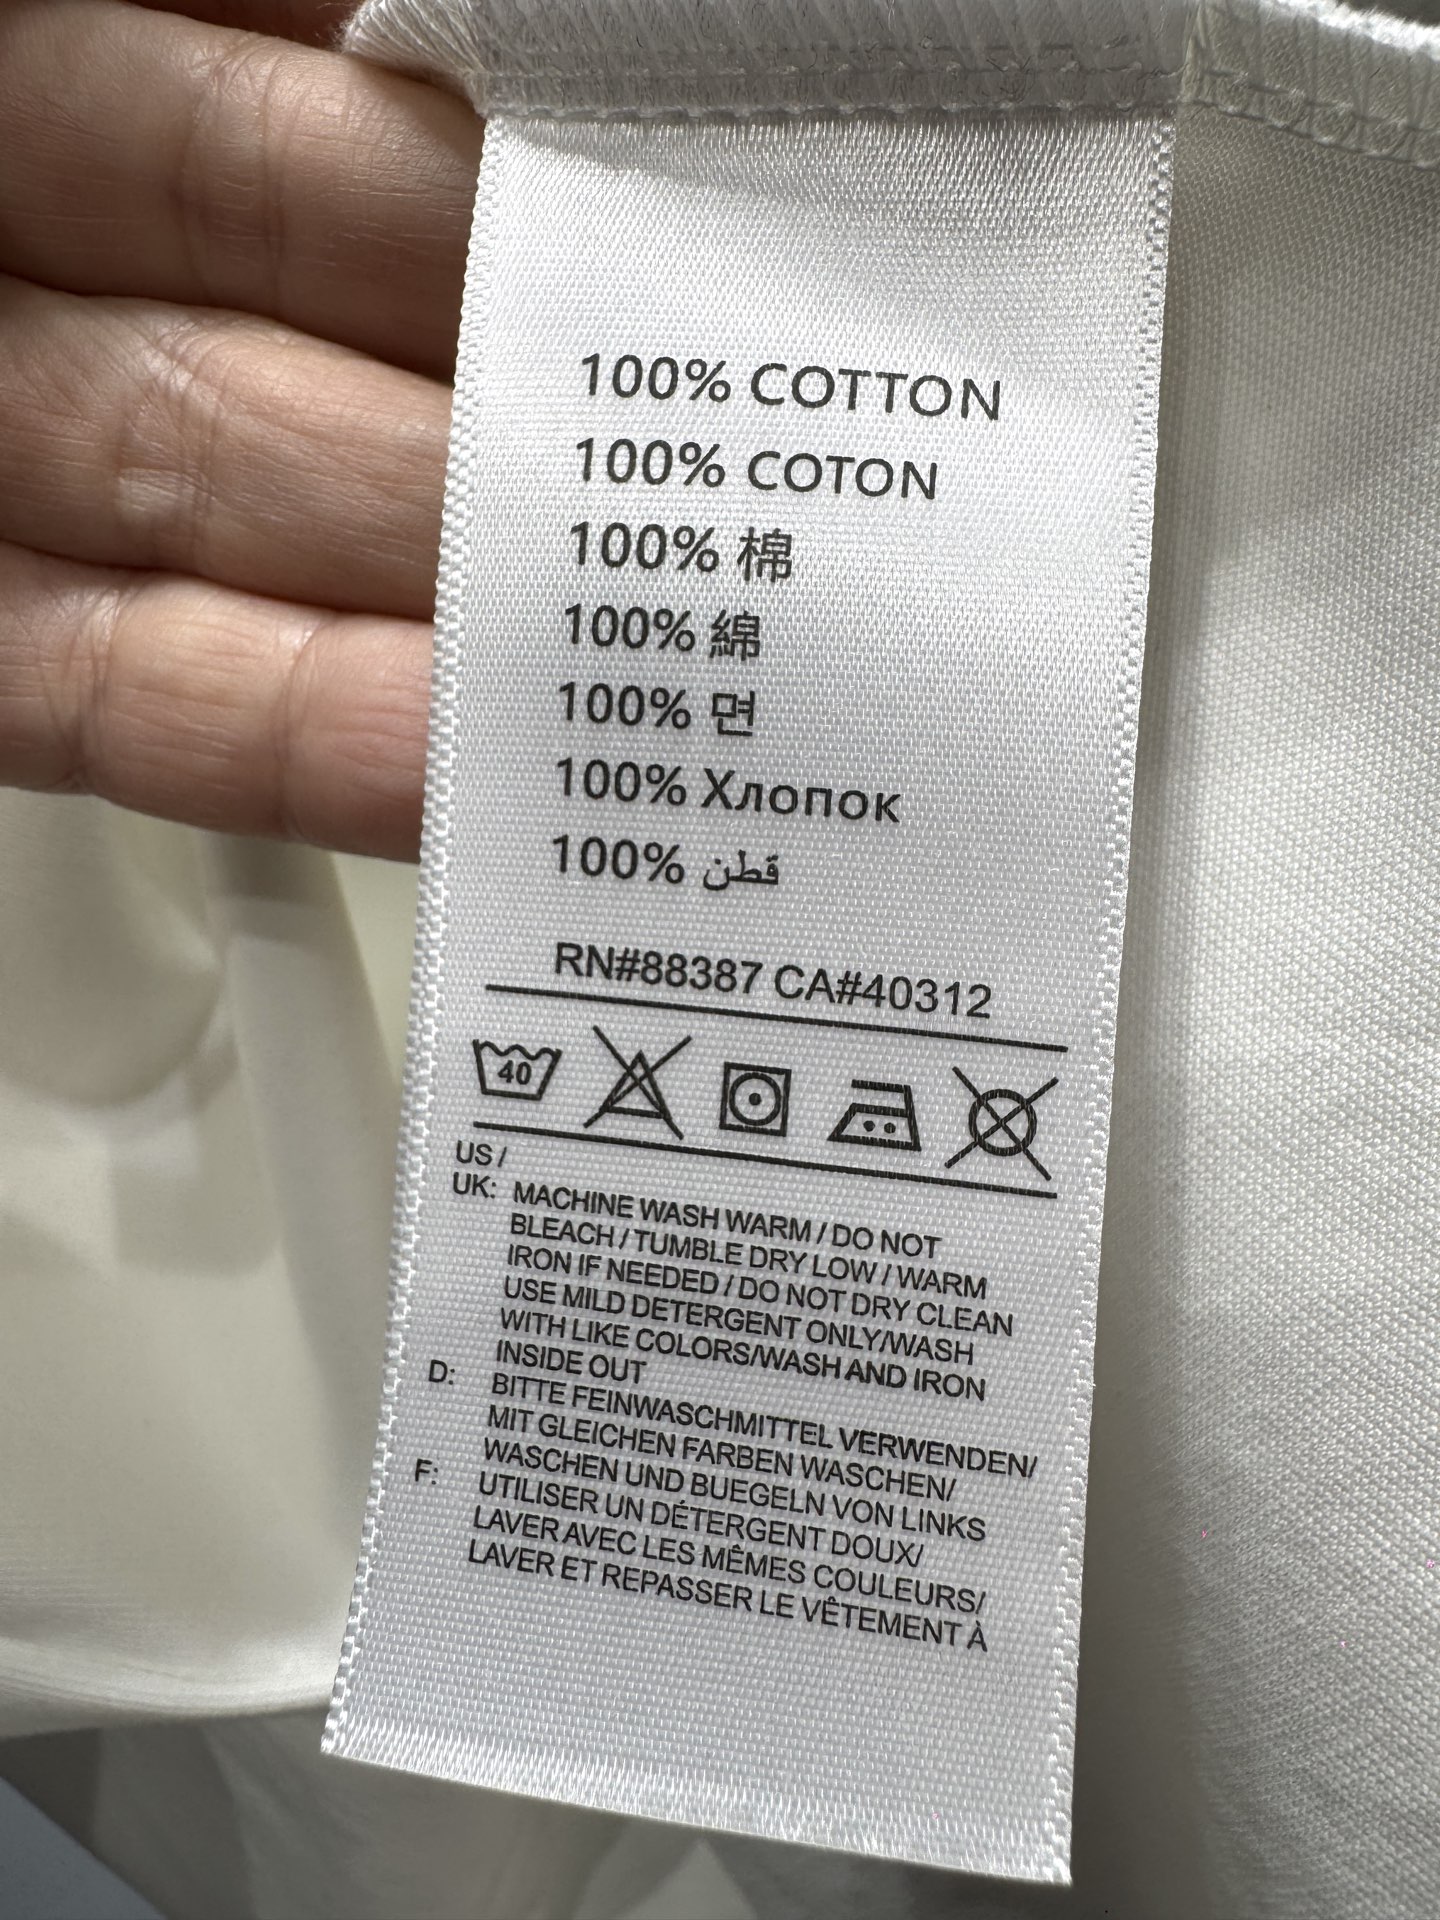 100% COTTON
100% COTON
100% 棉
100% 綿
100% 면
100% Хлопок
100% قطن
RN#88387 CA#40312
40
US /
UK: MACHINE WASH WARM / DO NOT
BLEACH / TUMBLE DRY LOW / WARM
IRON IF NEEDED / DO NOT DRY CLEAN
USE MILD DETERGENT ONLY/WASH
WITH LIKE COLORS/WASH AND IRON
INSIDE OUT
D: BITTE FEINWASCHMITTEL VERWENDEN/
MIT GLEICHEN FARBEN WASCHEN/
WASCHEN UND BUEGELN VON LINKS
F: UTILISER UN DÉTERGENT DOUX/
LAVER AVEC LES MÊMES COULEURS/
LAVER ET REPASSER LE VÊTEMENT À